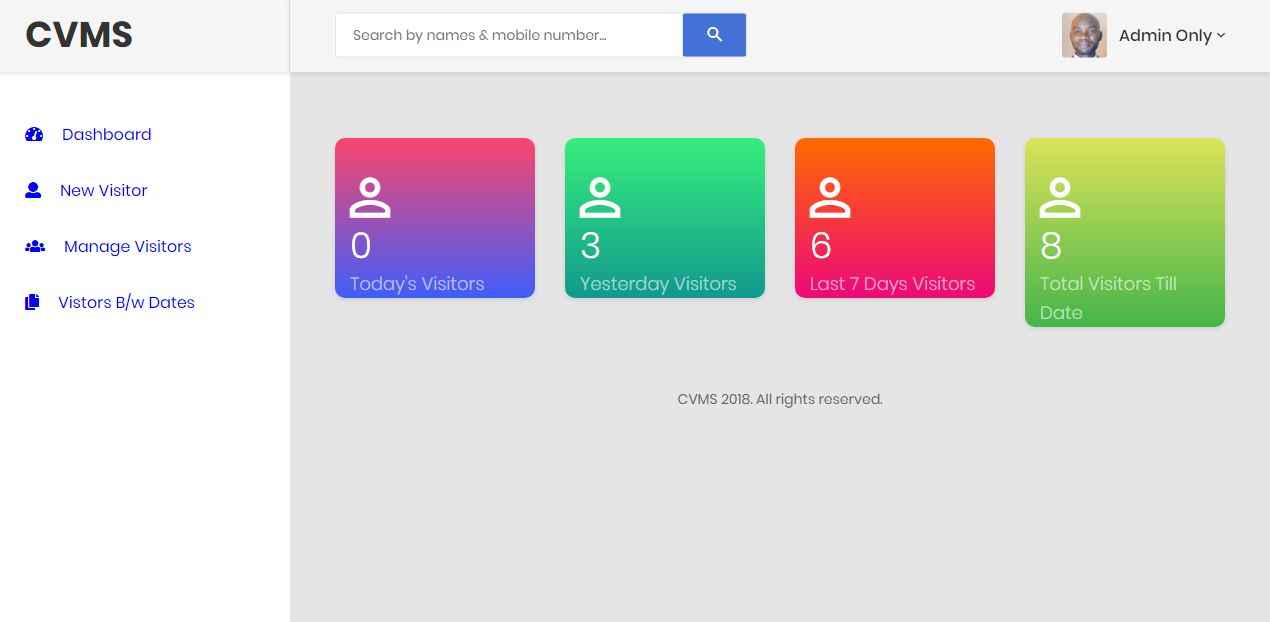 CVMS
Search by names & mobile number...
Admin Only
Dashboard
New Visitor
Manage Visitors
Vistors B/w Dates
0
Today's Visitors
3
Yesterday Visitors
6
Last 7 Days Visitors
8
Total Visitors Till
Date
CVMS 2018. All rights reserved.